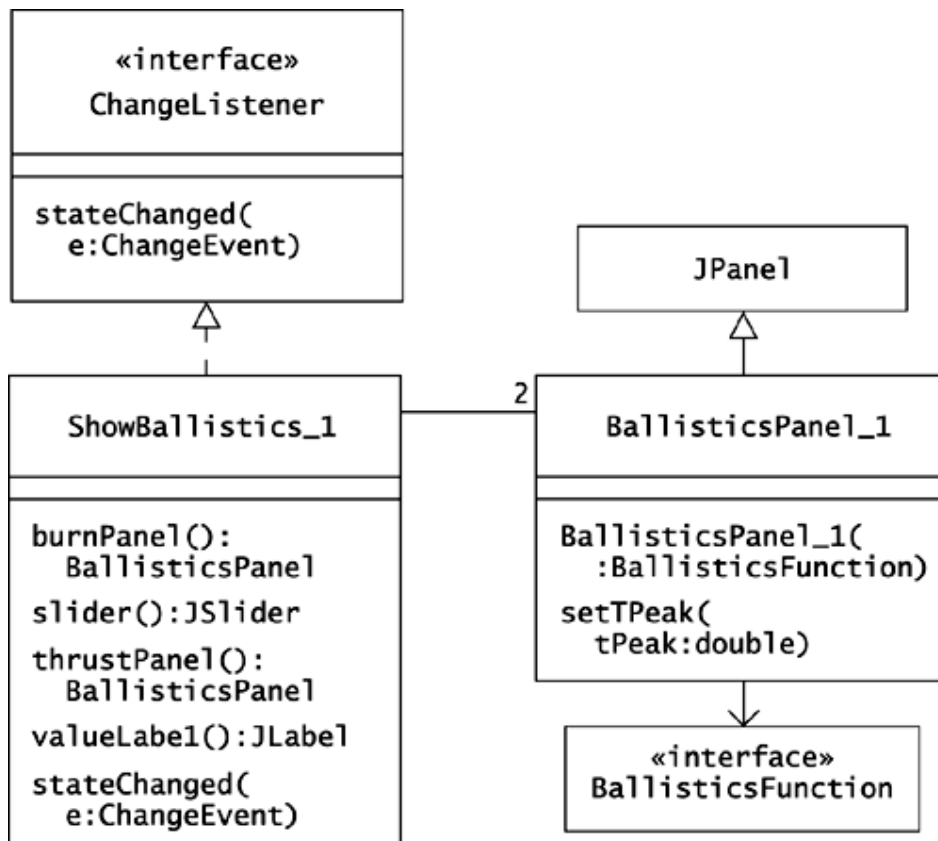 «interface»
ChangeListener
stateChanged(
e:ChangeEvent)
JPanel
ShowBallistics_1
2
BallisticsPanel_1
burnPanel():
BallisticsPanel
slider():JSlider
thrustPanel():
BallisticsPanel
valueLabe1():JLabel
stateChanged(
e:ChangeEvent)
BallisticsPanel_1(
:BallisticsFunction)
setTPeak(
tPeak:double)
«interface»
BallisticsFunction